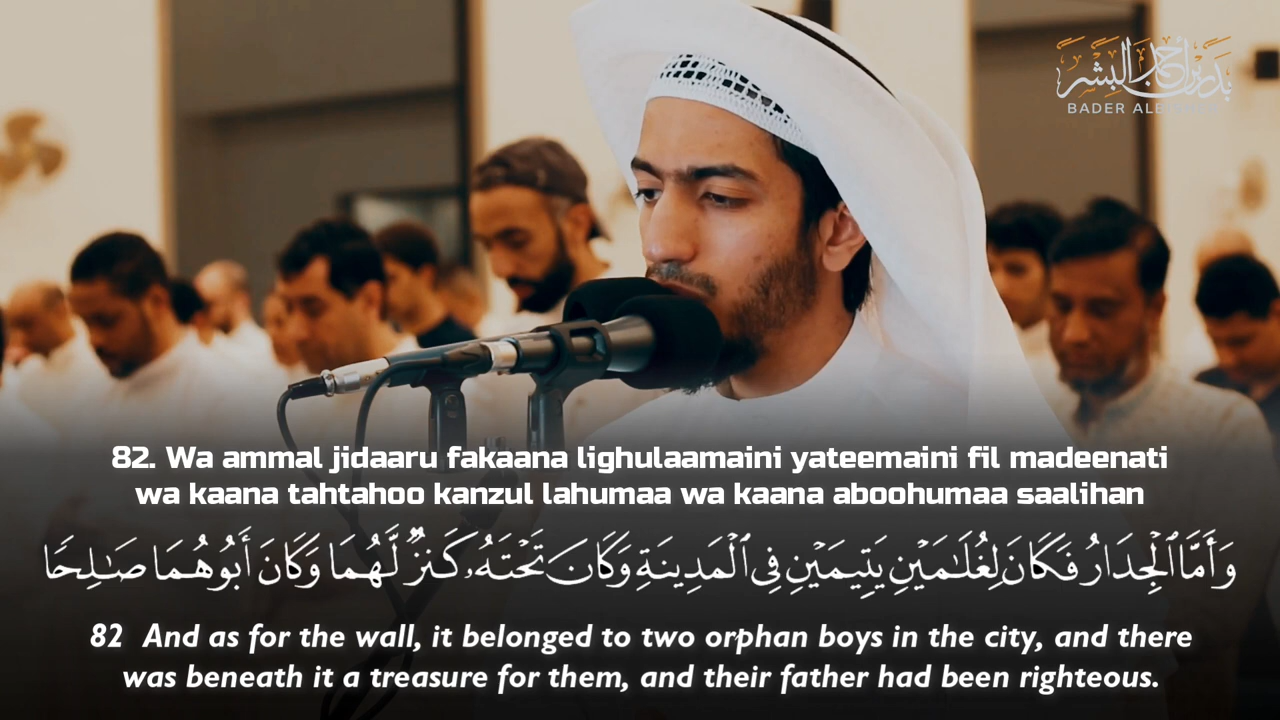 BADER
82. Wa ammal jidaaru fakaana lighulaamaini yateemaini fil madeenati
wa kaana tahtahoo kanzul lahumaa wa kaana aboohumaa saalihan
وَأَمَّا ٱلْجِدَارُ فَكَانَ لِغُلَـٰمَيْنِ يَتِيمَيْنِ فِى ٱلْمَدِينَةِ وَكَانَ تَحْتَهُۥ كَنزٌ لَّهُمَا وَكَانَ أَبُوهُمَا صَـٰلِحًا
82 And as for the wall, it belonged to two orphan boys in the city, and there
was beneath it a treasure for them, and their father had been righteous.